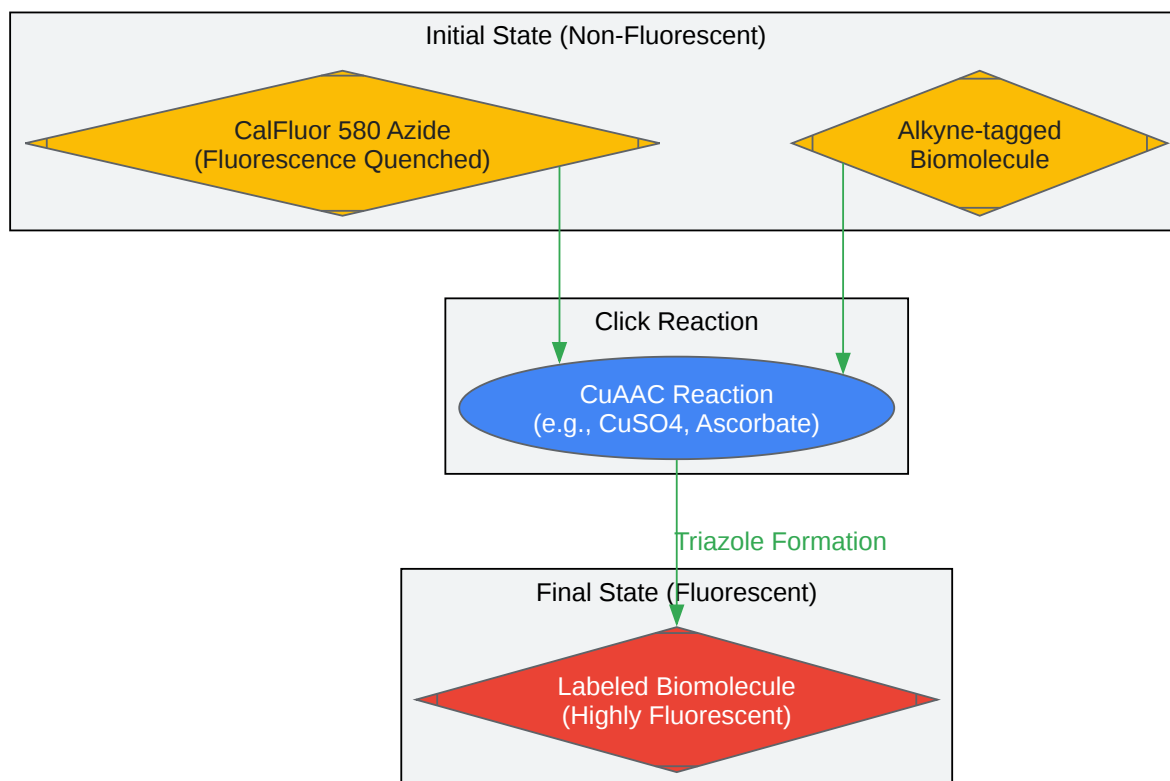 Initial State (Non-Fluorescent)
CalFluor 580 Azide
(Fluorescence Quenched)
Alkyne-tagged
Biomolecule
Click Reaction
CuAAC Reaction
(e.g., CuSO4, Ascorbate)
Triazole Formation
Final State (Fluorescent)
Labeled Biomolecule
(Highly Fluorescent)